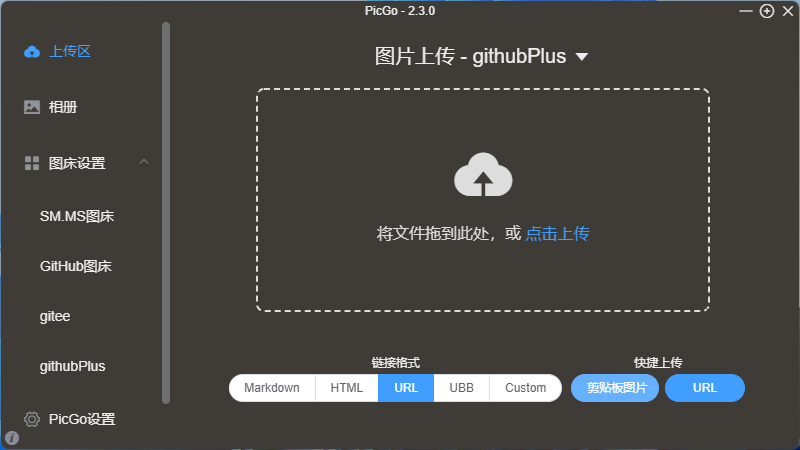 PicGo - 2.3.0
上传区
相册
图床设置
SM.MS图床
GitHub图床
gitee
githubPlus
PicGo设置
图片上传 - githubPlus
将文件拖到此处，或 点击上传
链接格式
Markdown HTML URL UBB Custom
快捷上传
剪贴板图片 URL